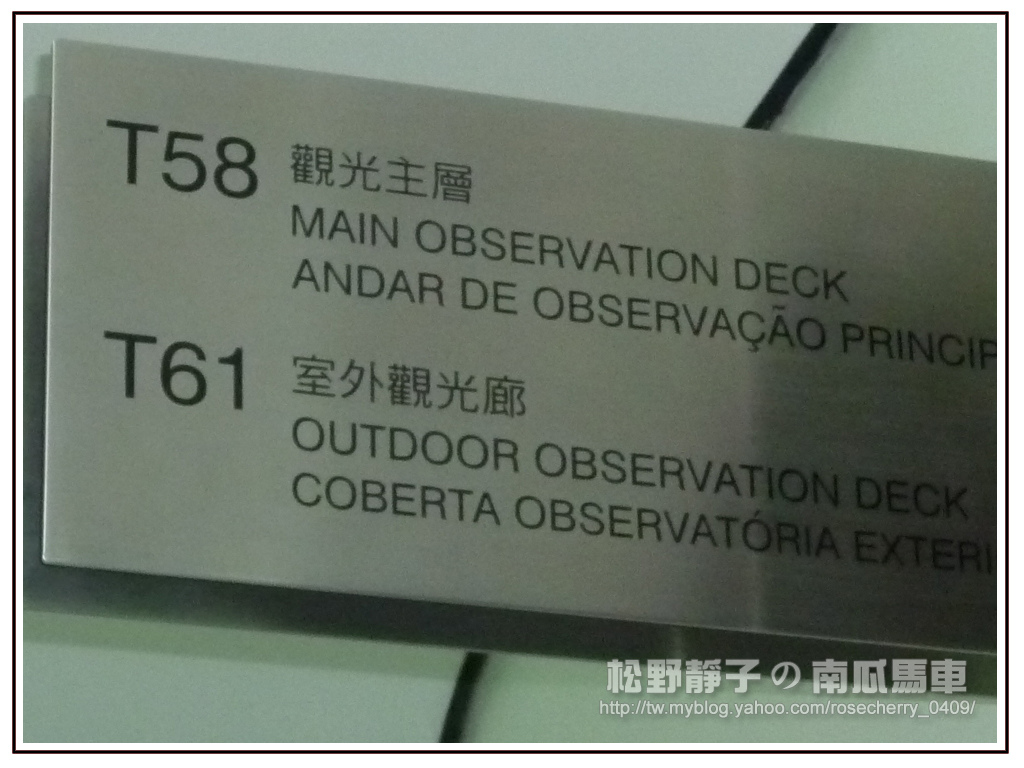 T58 觀光主層
MAIN OBSERVATION DECK
ANDAR DE OBSERVAÇÃO PRINCIP
T61 室外觀光廊
OUTDOOR OBSERVATION DECK
COBERTA OBSERVATÓRIA EXTERI
松野靜子の南瓜馬車
http://tw.myblog.yahoo.com/rosecherry_0409/